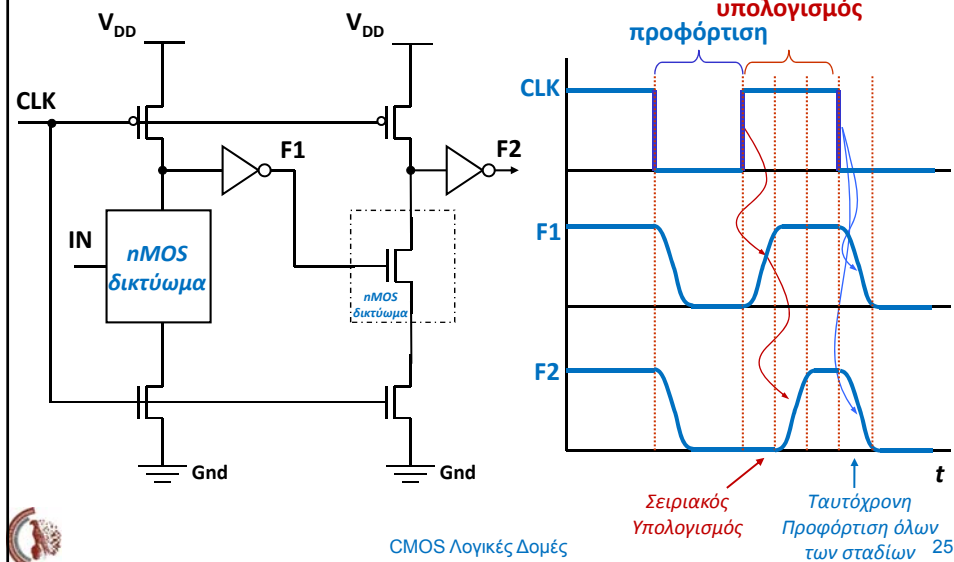 υπολογισμός
προφόρτιση
V_DD
V_DD
CLK
CLK
F1
F2
IN
nMOS
δικτύωμα
nMOS
δικτύωμα
F1
F2
Gnd
Gnd
t
Σειριακός
Υπολογισμός
Ταυτόχρονη
Προφόρτιση όλων
των σταδίων
CMOS Λογικές Δομές
25